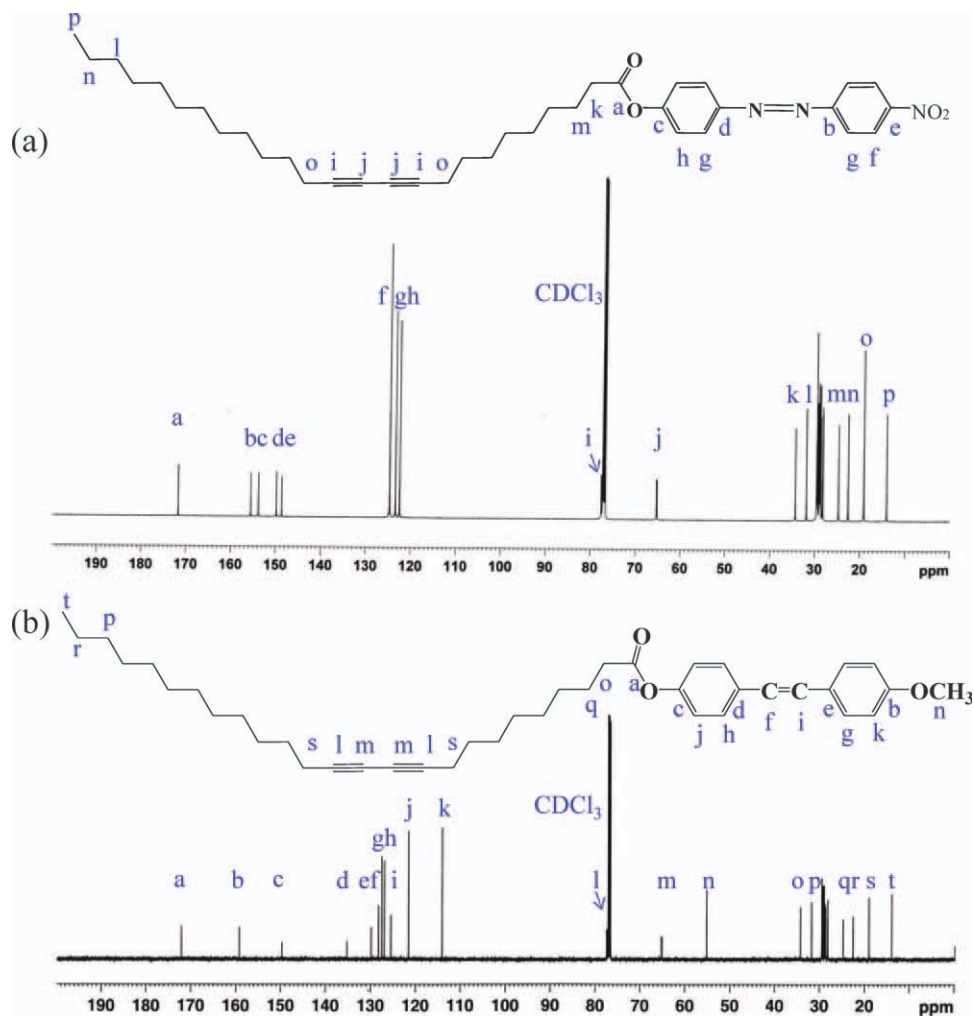 (a)
p
l
n
O
k
a
O
m
c
d
N
N
b
e
NO2
h
g
g
f
o
i
j
j
i
o
CDCl3
f
gh
a
bc
de
i
j
k
l
mn
o
p
190
180
170
160
150
140
130
120
110
100
90
80
70
60
50
40
30
20
ppm
(b)
t
p
r
O
o
a
O
q
c
d
C
C
e
b
OCH3
j
h
f
i
g
k
n
s
l
m
m
l
s
CDCl3
a
b
c
d
ef
gh
i
j
k
l
m
n
o
p
qr
s
t
190
180
170
160
150
140
130
120
110
100
90
80
70
60
50
40
30
20
ppm